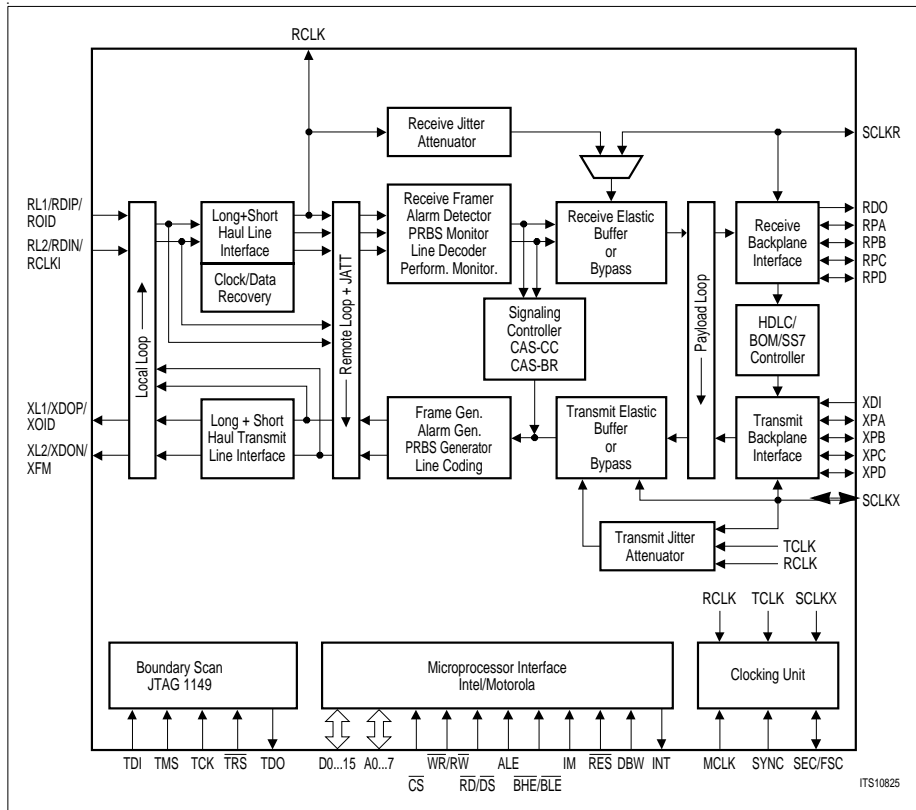 RCLK
Receive Jitter
Attenuator
SCLKR
RL1/RDIP/
ROID
RL2/RDIN/
RCLKI
Local Loop
Long+Short
Haul Line
Interface
Clock/Data
Recovery
Remote Loop + JATT
Receive Framer
Alarm Detector
PRBS Monitor
Line Decoder
Perform. Monitor.
Receive Elastic
Buffer
or
Bypass
Payload Loop
Receive
Backplane
Interface
RDO
RPA
RPB
RPC
RPD
Signaling
Controller
CAS-CC
CAS-BR
HDLC/
BOM/SS7
Controller
XL1/XDOP/
XOID
XL2/XDON/
XFM
Long + Short
Haul Transmit
Line Interface
Frame Gen.
Alarm Gen.
PRBS Generator
Line Coding
Transmit Elastic
Buffer
or
Bypass
Transmit
Backplane
Interface
XDI
XPA
XPB
XPC
XPD
SCLKX
Transmit Jitter
Attenuator
TCLK
RCLK
RCLK TCLK SCLKX
Boundary Scan
JTAG 1149
Microprocessor Interface
Intel/Motorola
Clocking Unit
TDI TMS TCK TRS TDO D0...15 A0...7 WR/RW ALE IM RES DBW INT MCLK SYNC SEC/FSC
CS RD/DS BHE/BLE
ITS10825